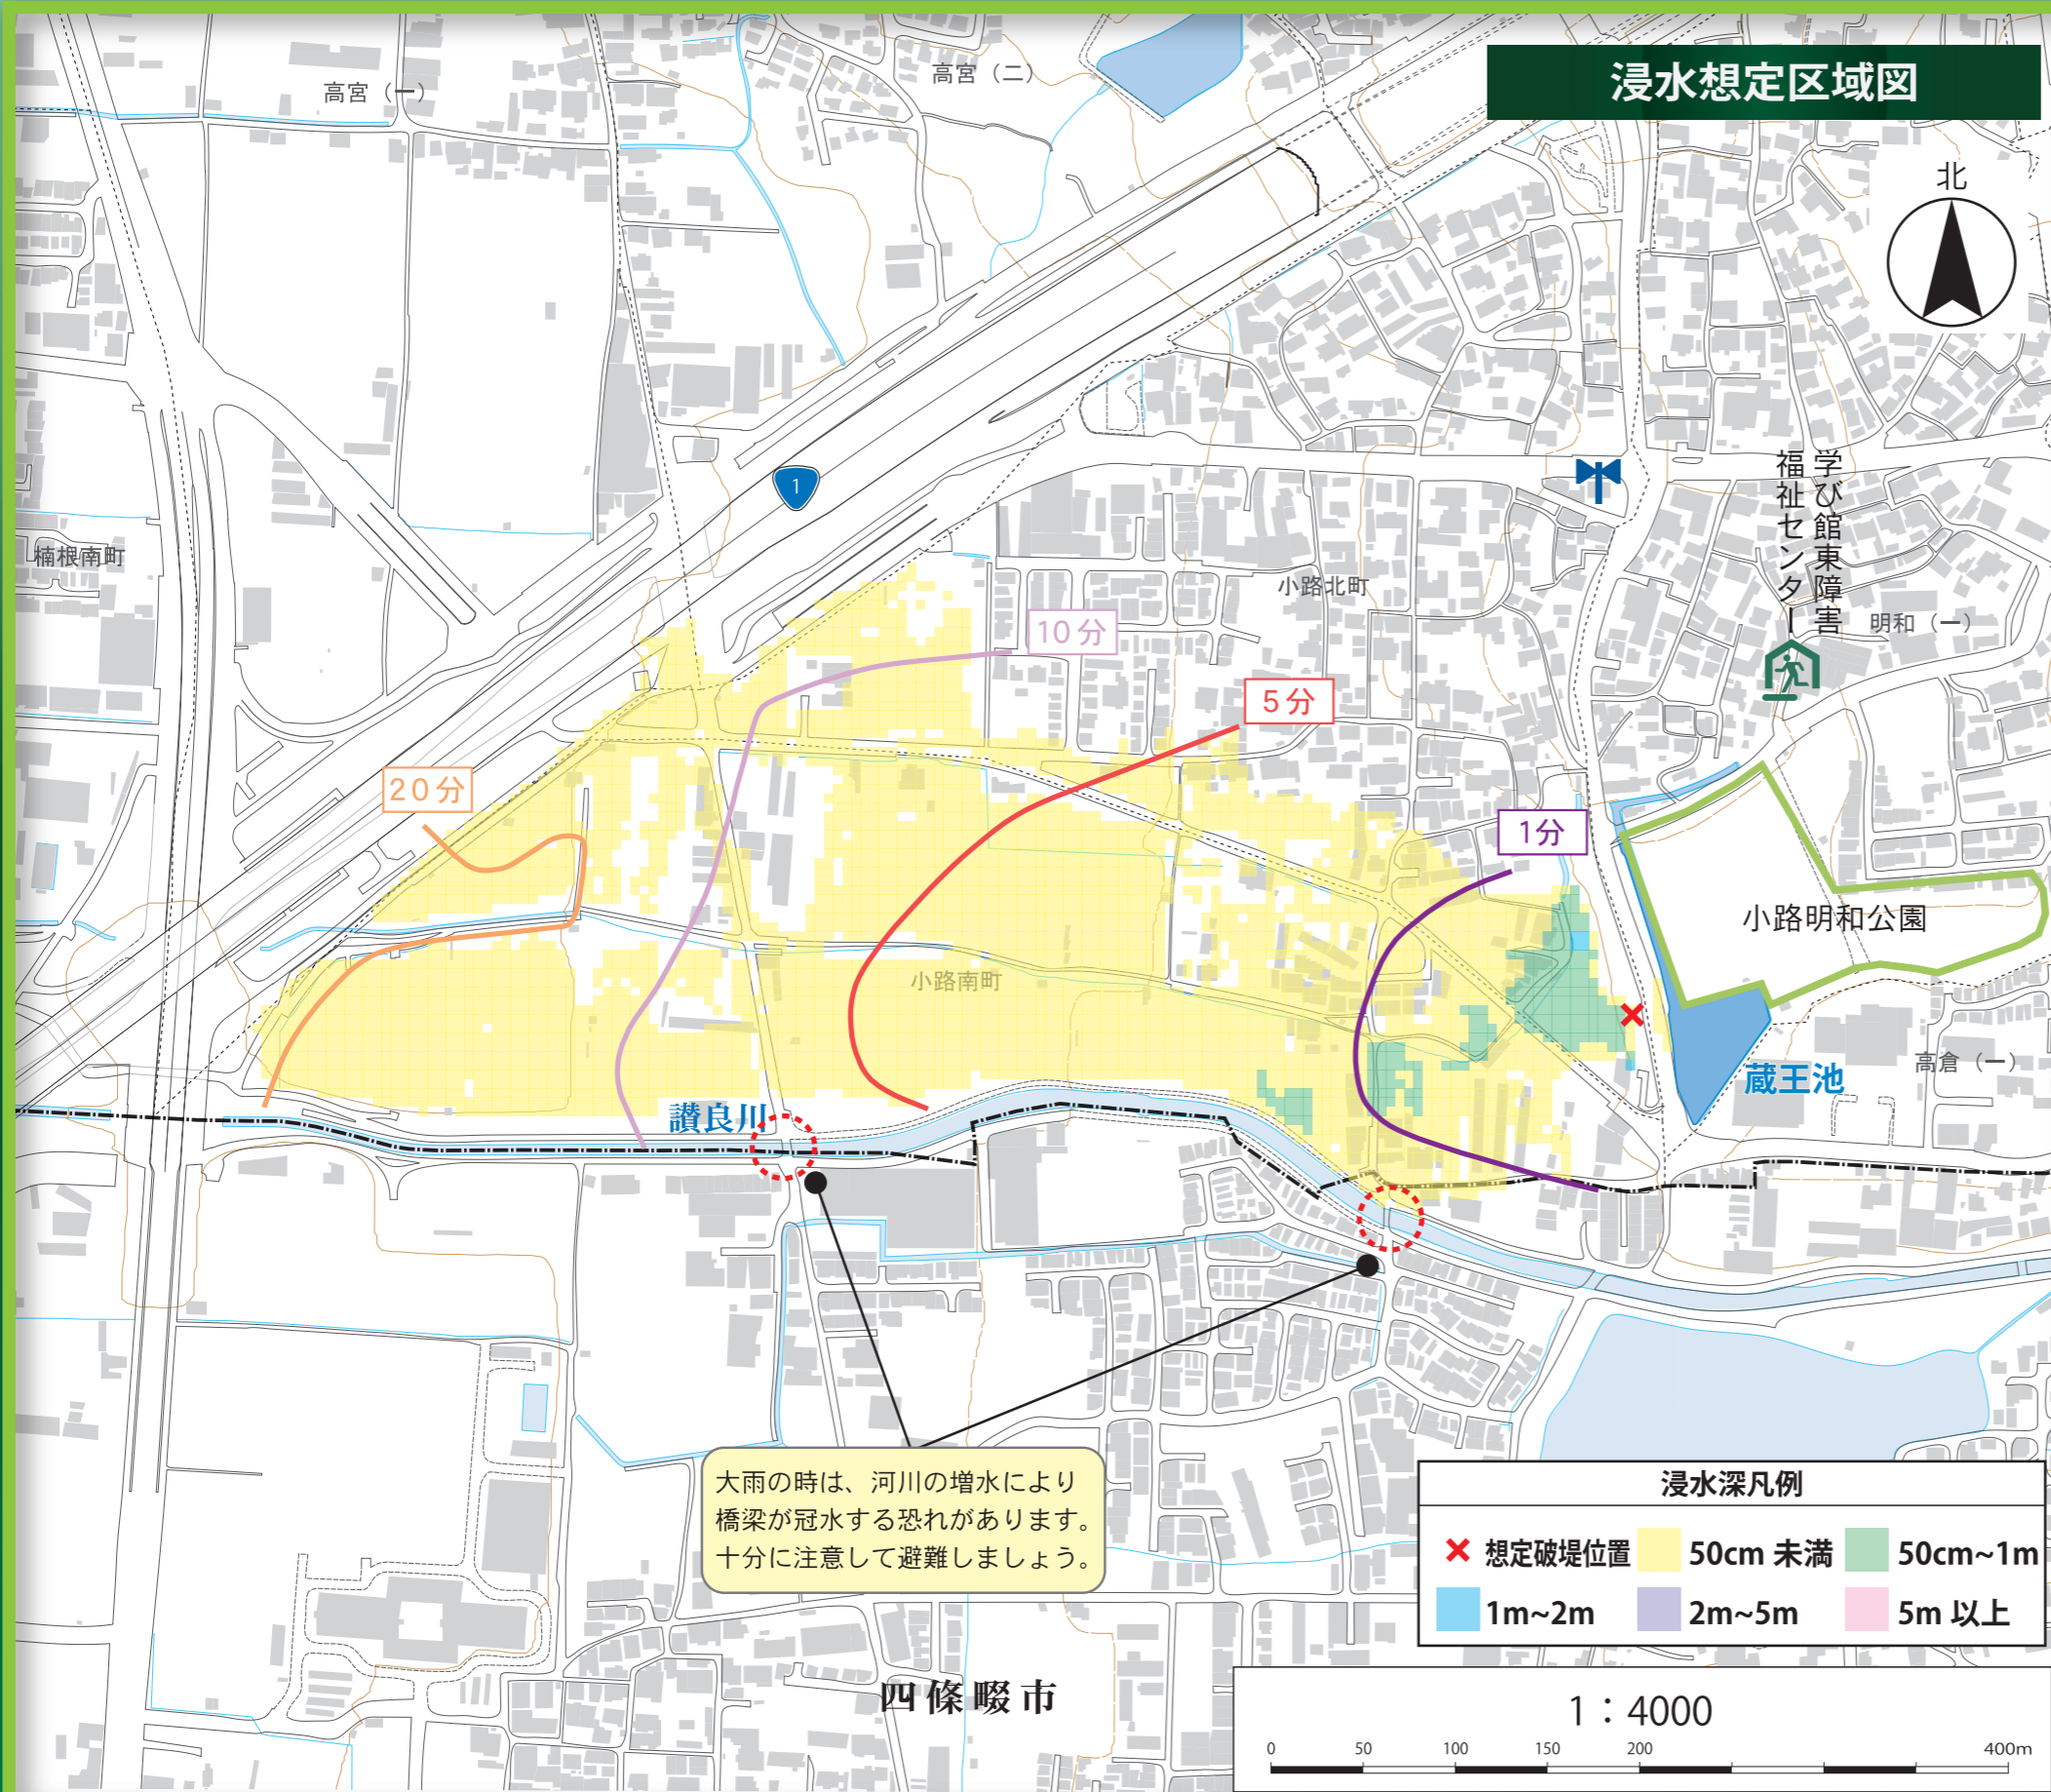 浸水想定区域図
高宮（一）
高宮（二）
北
1
楠根南町
小路北町
学び館東障害
福祉センター
明和（一）
10分
5分
20分
1分
小路明和公園
小路南町
蔵王池
高倉（一）
讃良川
大雨の時は、河川の増水により
橋梁が冠水する恐れがあります。
十分に注意して避難しましょう。
浸水深凡例
想定破堤位置 50cm 未満 50cm~1m
1m~2m 2m~5m 5m 以上
四條畷市
1：4000
0 50 100 150 200 400m